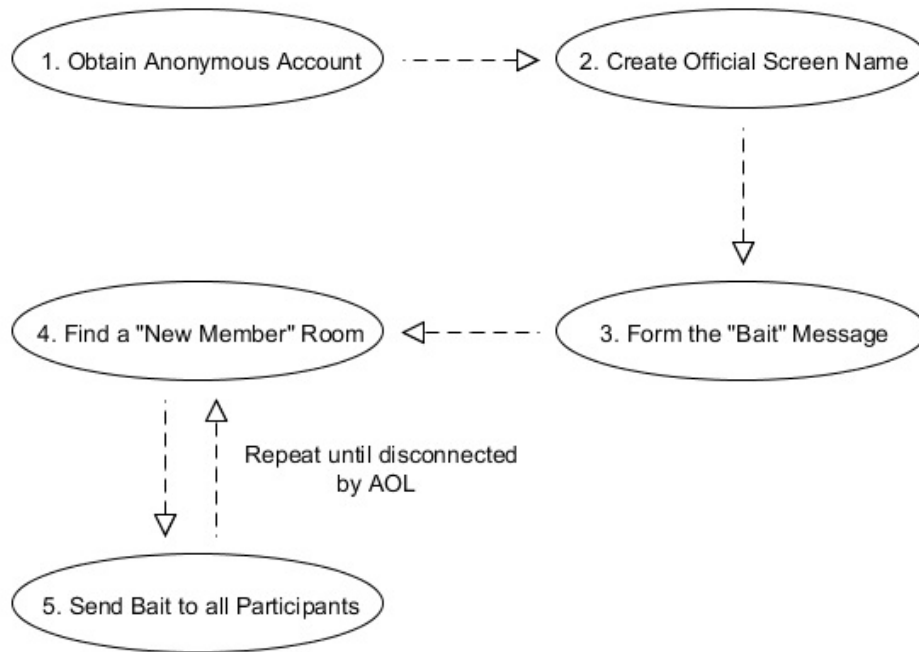 1. Obtain Anonymous Account
2. Create Official Screen Name
3. Form the "Bait" Message
4. Find a "New Member" Room
Repeat until disconnected
by AOL
5. Send Bait to all Participants